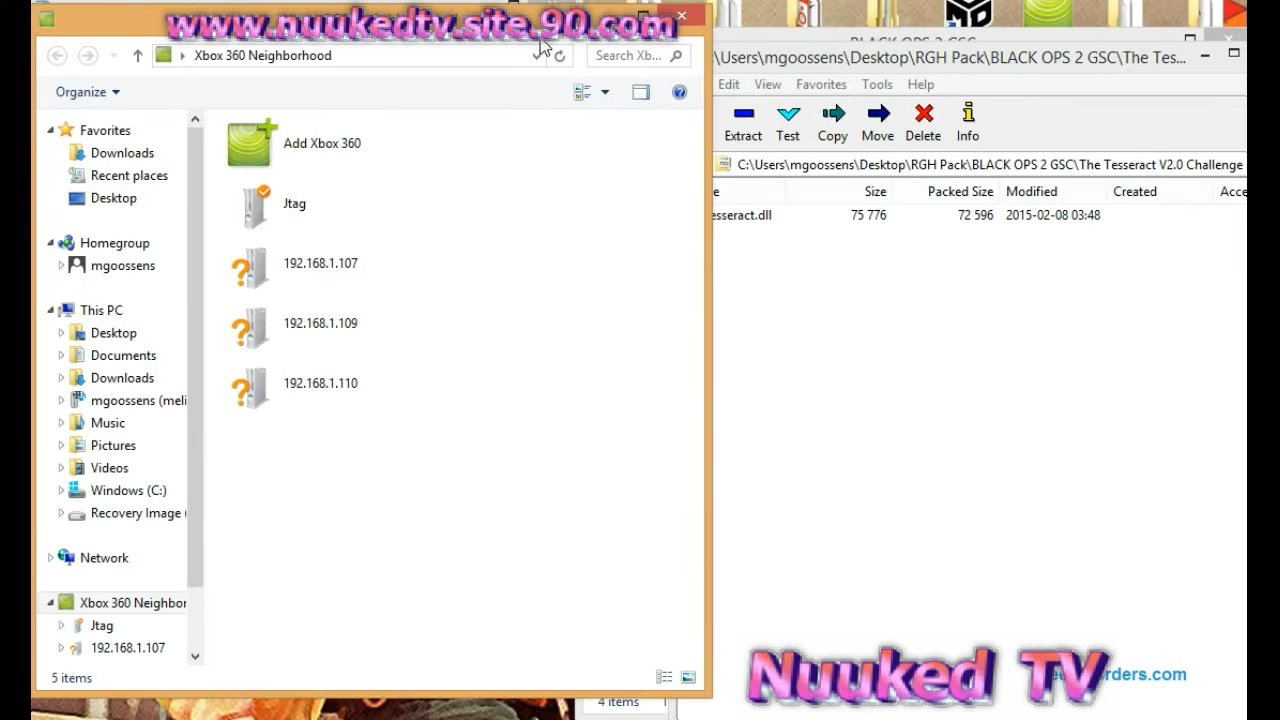 www.nuukedtv.site.90.com
Xbox 360 Neighborhood
Search Xb...
Organize
Favorites
Downloads
Recent places
Desktop
Homegroup
mgoossens
This PC
Desktop
Documents
Downloads
mgoossens (meli
Music
Pictures
Videos
Windows (C:)
Recovery Image
Network
Xbox 360 Neighbor
Jtag
192.168.1.107
Add Xbox 360
Jtag
192.168.1.107
192.168.1.109
192.168.1.110
5 items
BLACK OPS 2 GSC
\Users\mgoossens\Desktop\RGH Pack\BLACK OPS 2 GSC\The Tes...
Edit View Favorites Tools Help
Extract Test Copy Move Delete Info
C:\Users\mgoossens\Desktop\RGH Pack\BLACK OPS 2 GSC\The Tesseract V2.0 Challenge
Size Packed Size Modified Created Acce
esseract.dll 75 776 72 596 2015-02-08 03:48
Nuuked TV
rders.com
4 items